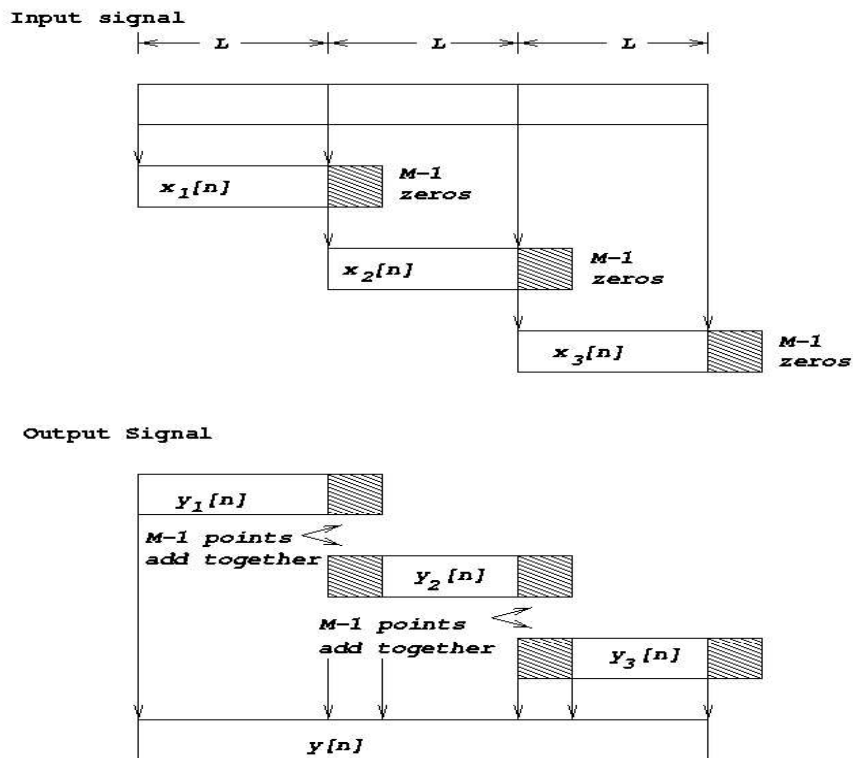 Input signal
L L L
x1[n]
M-1
zeros
x2[n]
M-1
zeros
x3[n]
M-1
zeros
Output Signal
y1[n]
M-1 points
add together
y2[n]
M-1 points
add together
y3[n]
y[n]